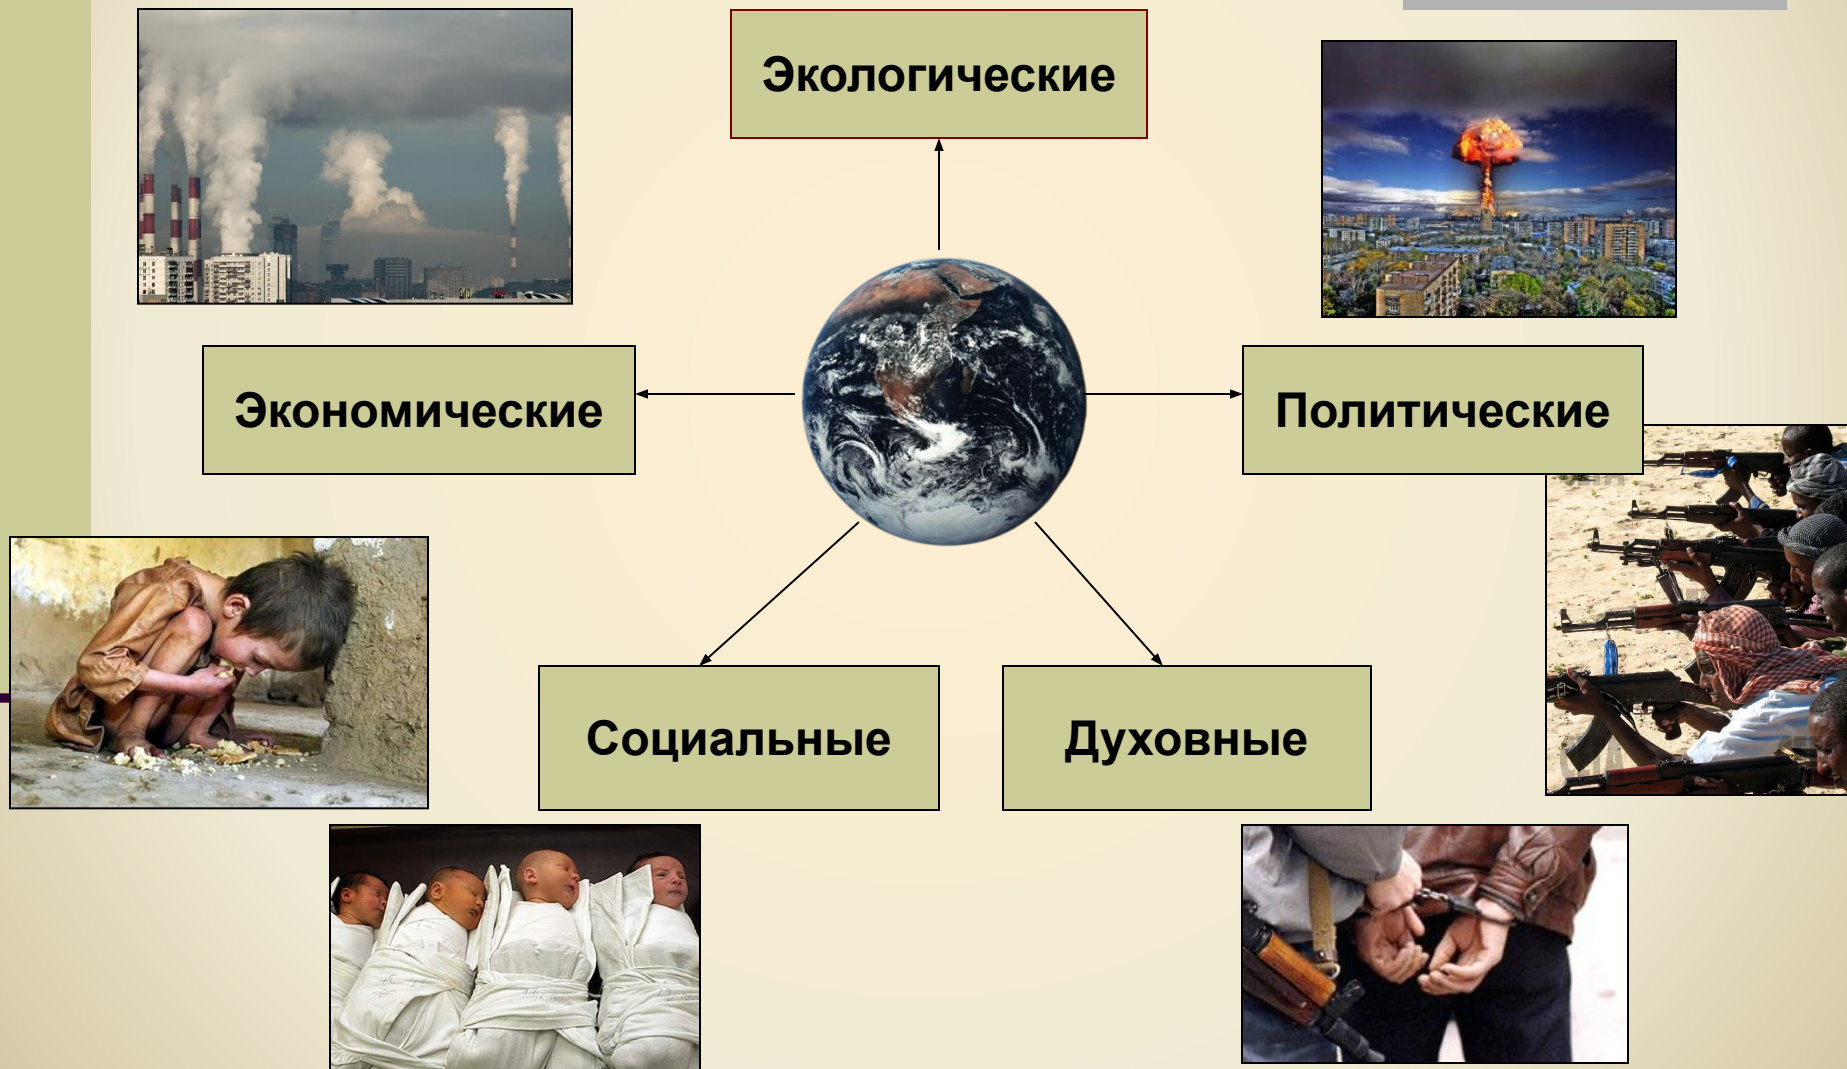 Экологические
Экономические
Политические
Социальные
Духовные